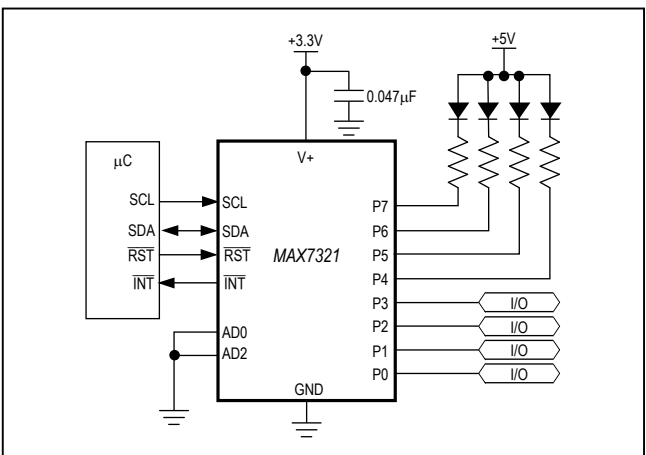 +3.3V
+5V
0.047μF
μC
V+
SCL
SCL
P7
SDA
SDA
P6
RST
RST
MAX7321
P5
INT
INT
P4
P3
I/O
AD0
P2
I/O
AD2
P1
I/O
P0
I/O
GND